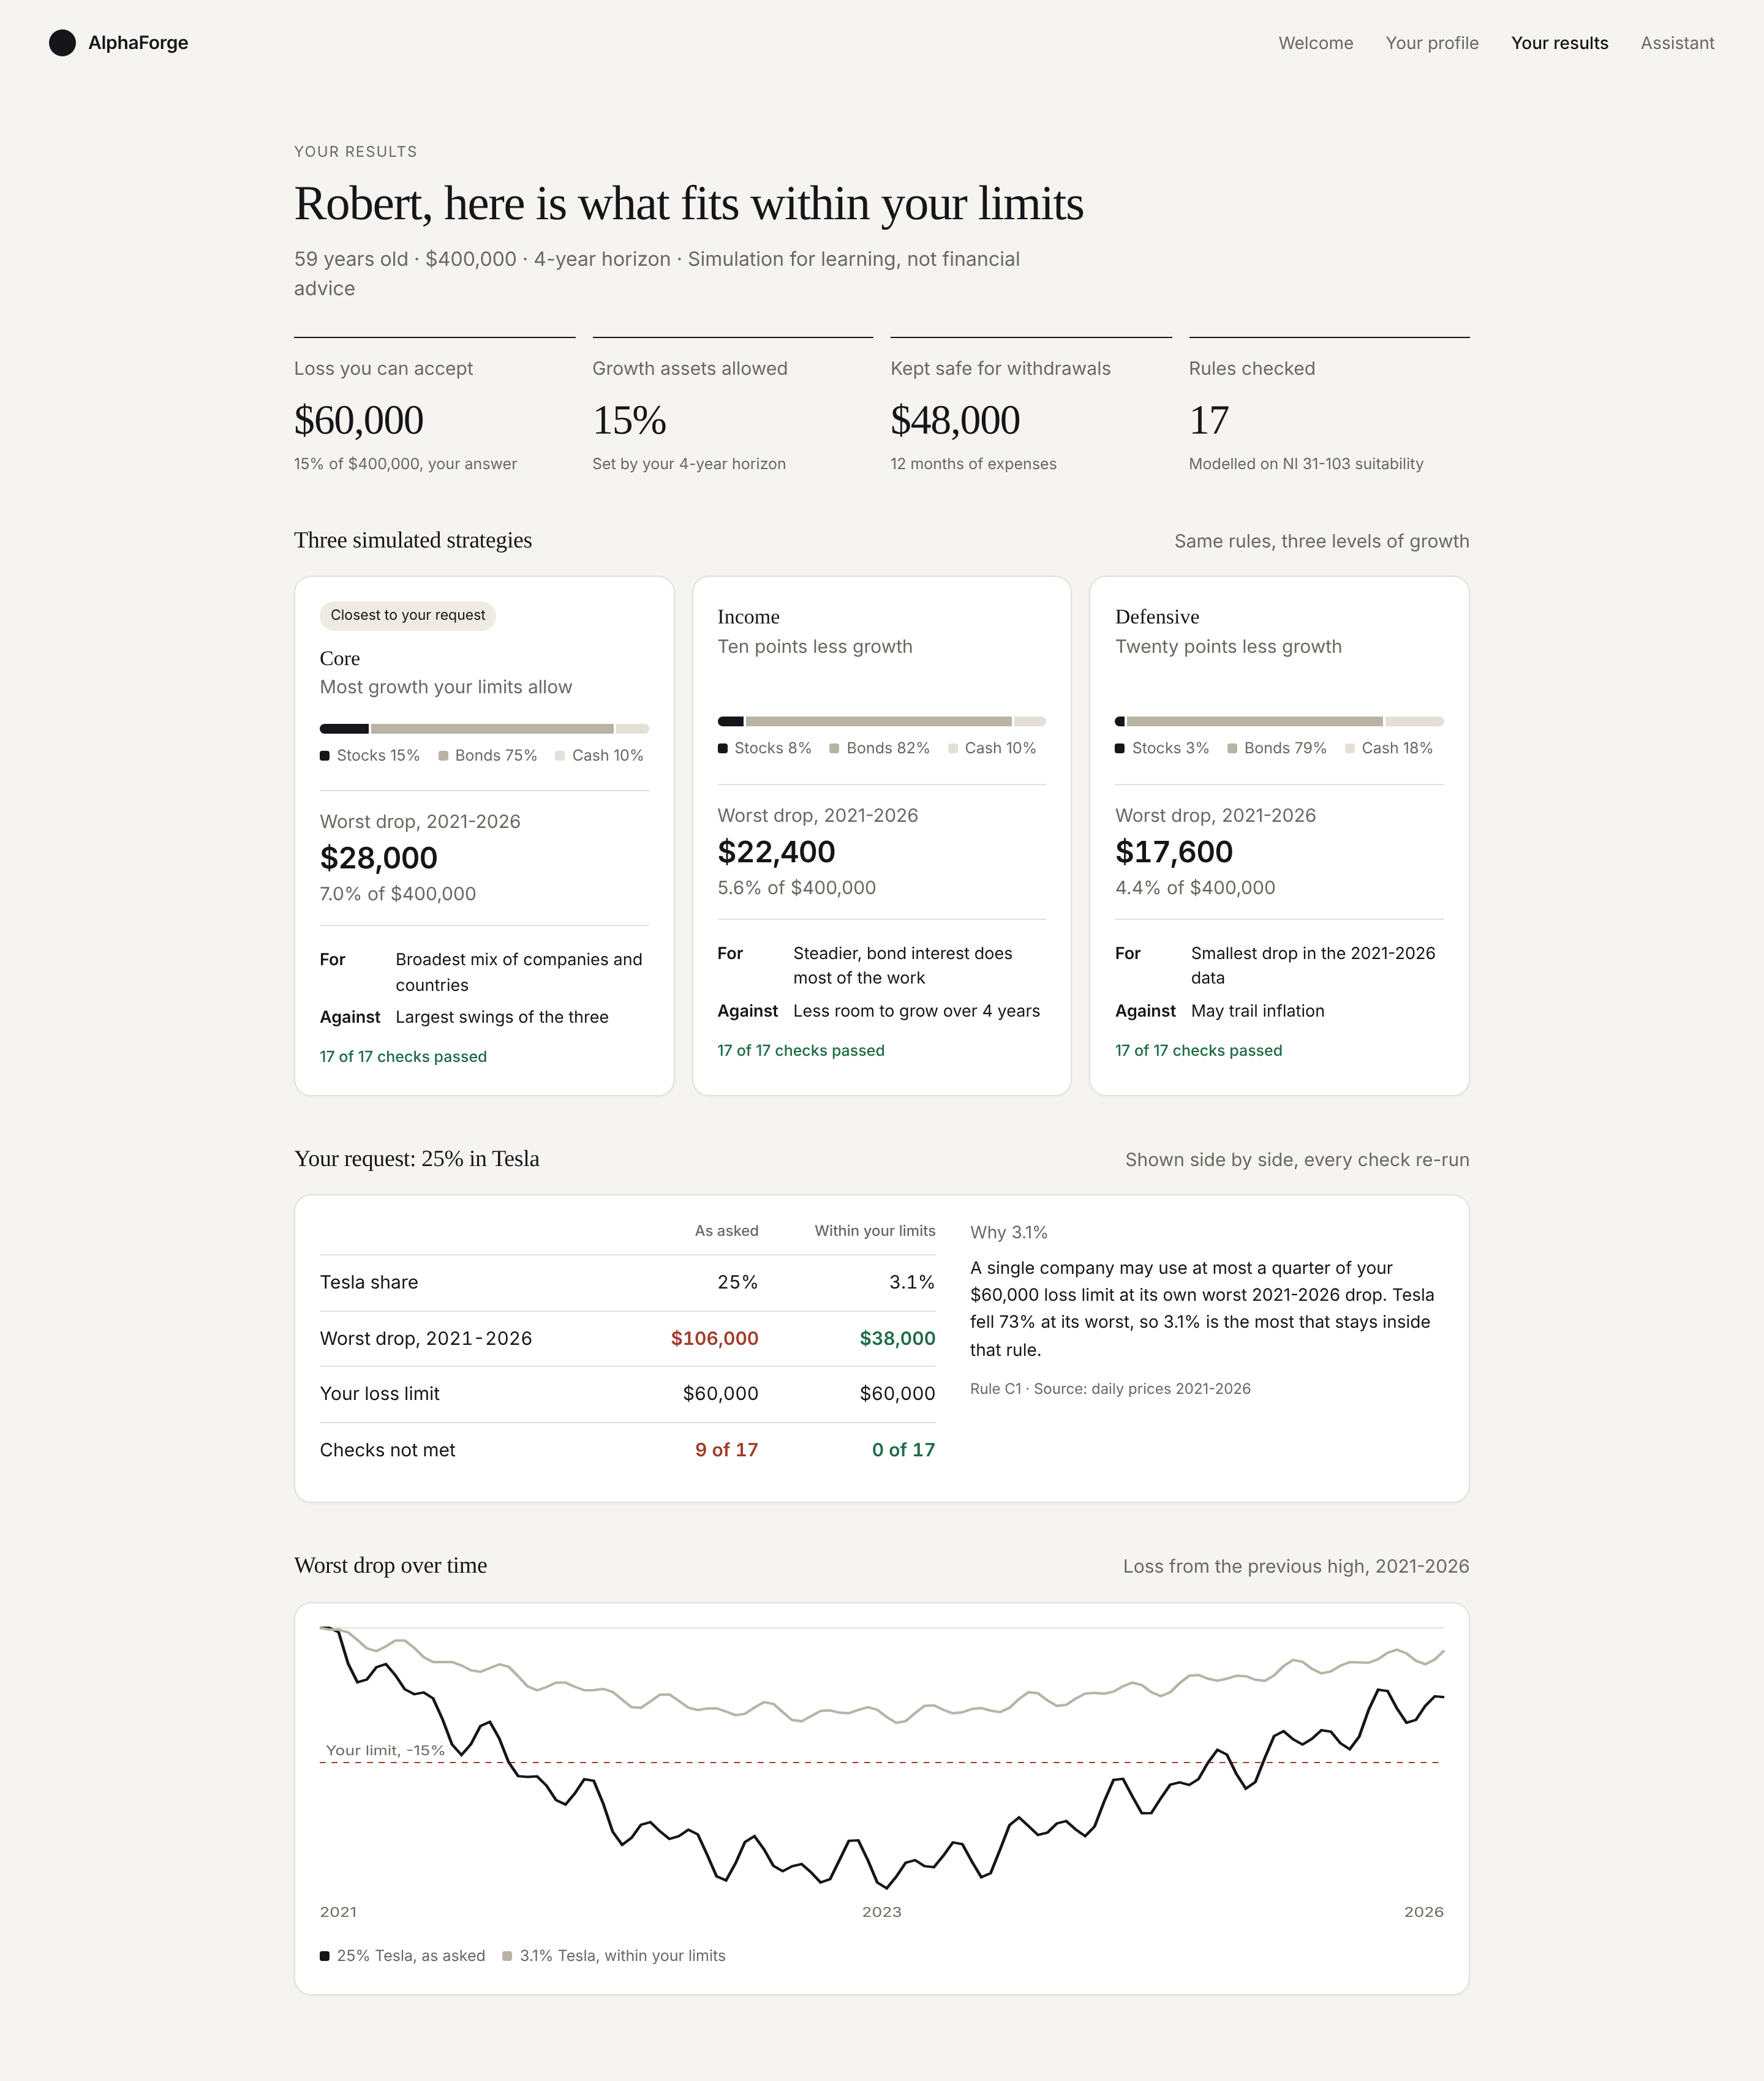 AlphaForge
Welcome
Your profile
Your results
Assistant
YOUR RESULTS
Robert, here is what fits within your limits
59 years old · $400,000 · 4-year horizon · Simulation for learning, not financial
advice
Loss you can accept
$60,000
15% of $400,000, your answer
Growth assets allowed
15%
Set by your 4-year horizon
Kept safe for withdrawals
$48,000
12 months of expenses
Rules checked
17
Modelled on NI 31-103 suitability
Three simulated strategies
Same rules, three levels of growth
Closest to your request
Core
Most growth your limits allow
Stocks 15%
Bonds 75%
Cash 10%
Worst drop, 2021-2026
$28,000
7.0% of $400,000
For
Broadest mix of companies and
countries
Against
Largest swings of the three
17 of 17 checks passed
Income
Ten points less growth
Stocks 8%
Bonds 82%
Cash 10%
Worst drop, 2021-2026
$22,400
5.6% of $400,000
For
Steadier, bond interest does
most of the work
Against
Less room to grow over 4 years
17 of 17 checks passed
Defensive
Twenty points less growth
Stocks 3%
Bonds 79%
Cash 18%
Worst drop, 2021-2026
$17,600
4.4% of $400,000
For
Smallest drop in the 2021-2026
data
Against
May trail inflation
17 of 17 checks passed
Your request: 25% in Tesla
Shown side by side, every check re-run
As asked
Within your limits
Tesla share
25%
3.1%
Worst drop, 2021-2026
$106,000
$38,000
Your loss limit
$60,000
$60,000
Checks not met
9 of 17
0 of 17
Why 3.1%
A single company may use at most a quarter of your
$60,000 loss limit at its own worst 2021-2026 drop. Tesla
fell 73% at its worst, so 3.1% is the most that stays inside
that rule.
Rule C1 · Source: daily prices 2021-2026
Worst drop over time
Loss from the previous high, 2021-2026
Your limit, -15%
2021
2023
2026
25% Tesla, as asked
3.1% Tesla, within your limits